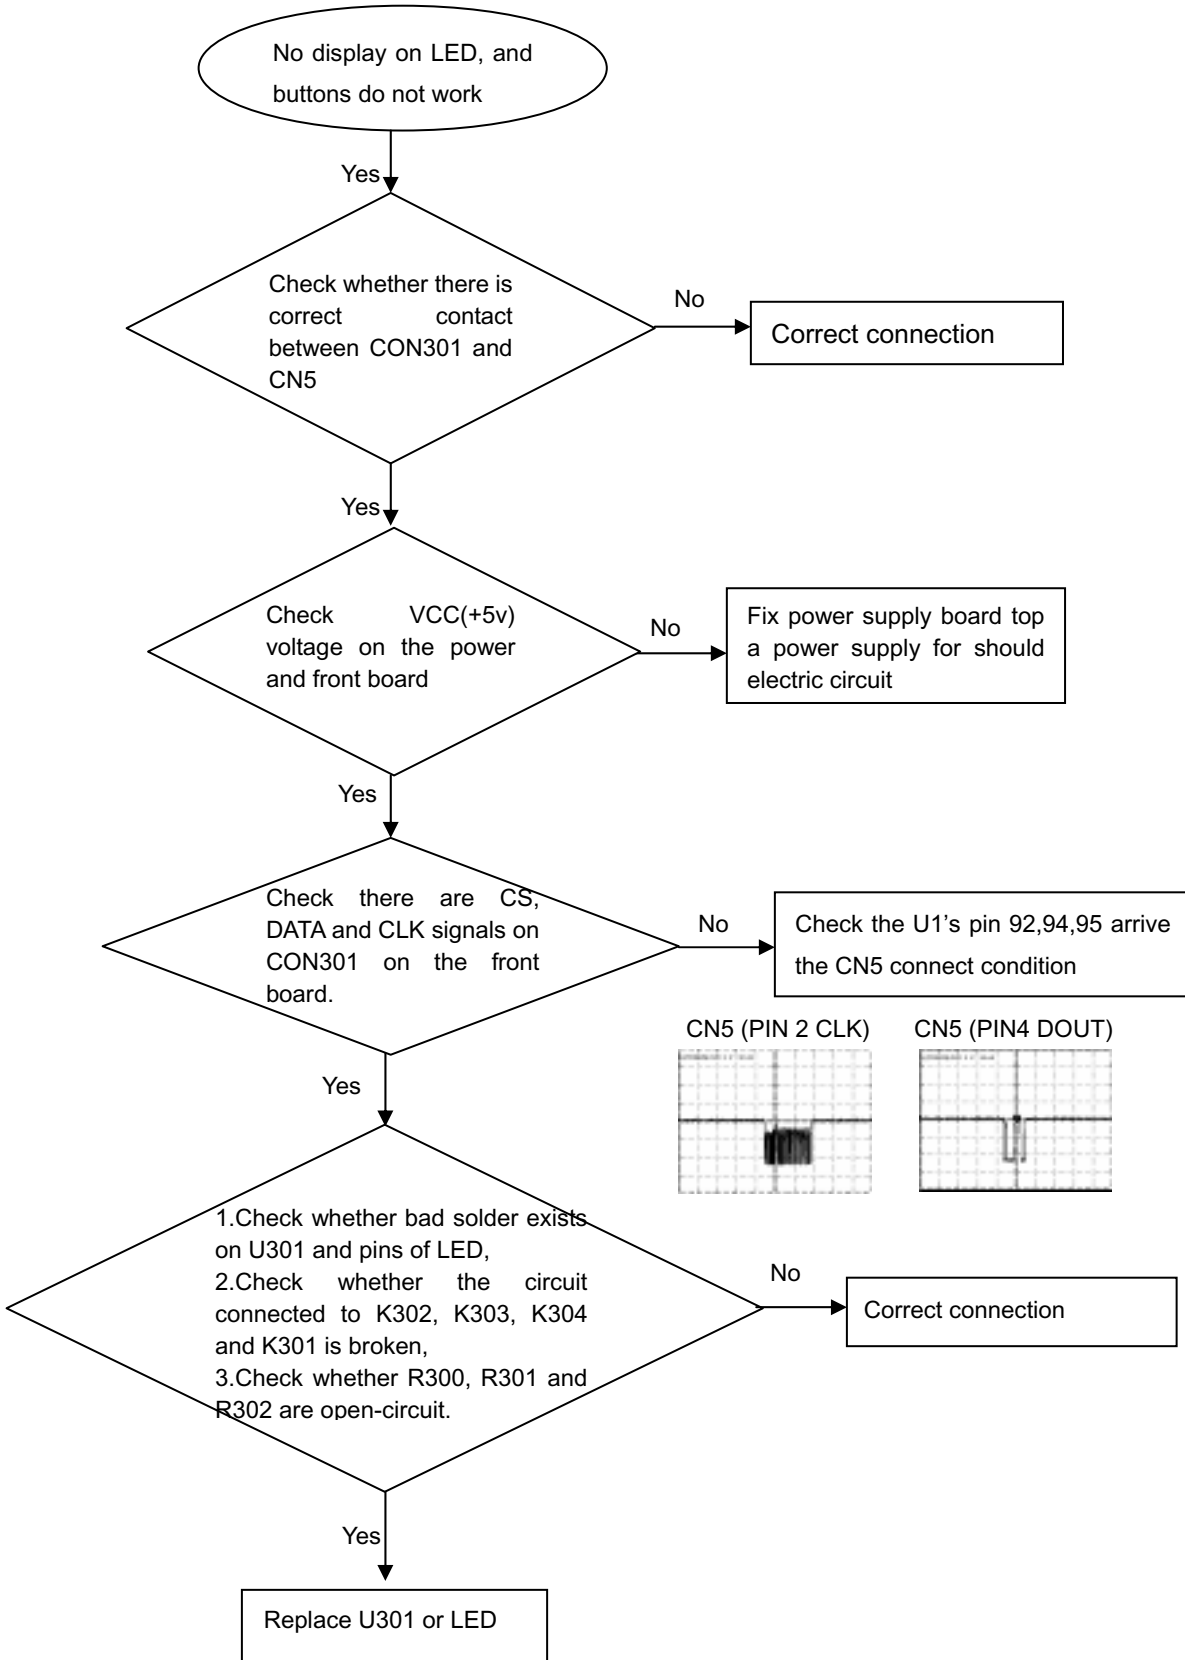 No display on LED, and
buttons do not work
Yes
Check whether there is
correct contact
between CON301 and
CN5
No
Correct connection
Yes
Check VCC(+5v)
voltage on the power
and front board
No
Fix power supply board top
a power supply for should
electric circuit
Yes
Check there are CS,
DATA and CLK signals on
CON301 on the front
board.
No
Check the U1’s pin 92,94,95 arrive
the CN5 connect condition
CN5 (PIN 2 CLK)
CN5 (PIN4 DOUT)
Yes
1.Check whether bad solder exists
on U301 and pins of LED,
2.Check whether the circuit
connected to K302, K303, K304
and K301 is broken,
3.Check whether R300, R301 and
R302 are open-circuit.
No
Correct connection
Yes
Replace U301 or LED